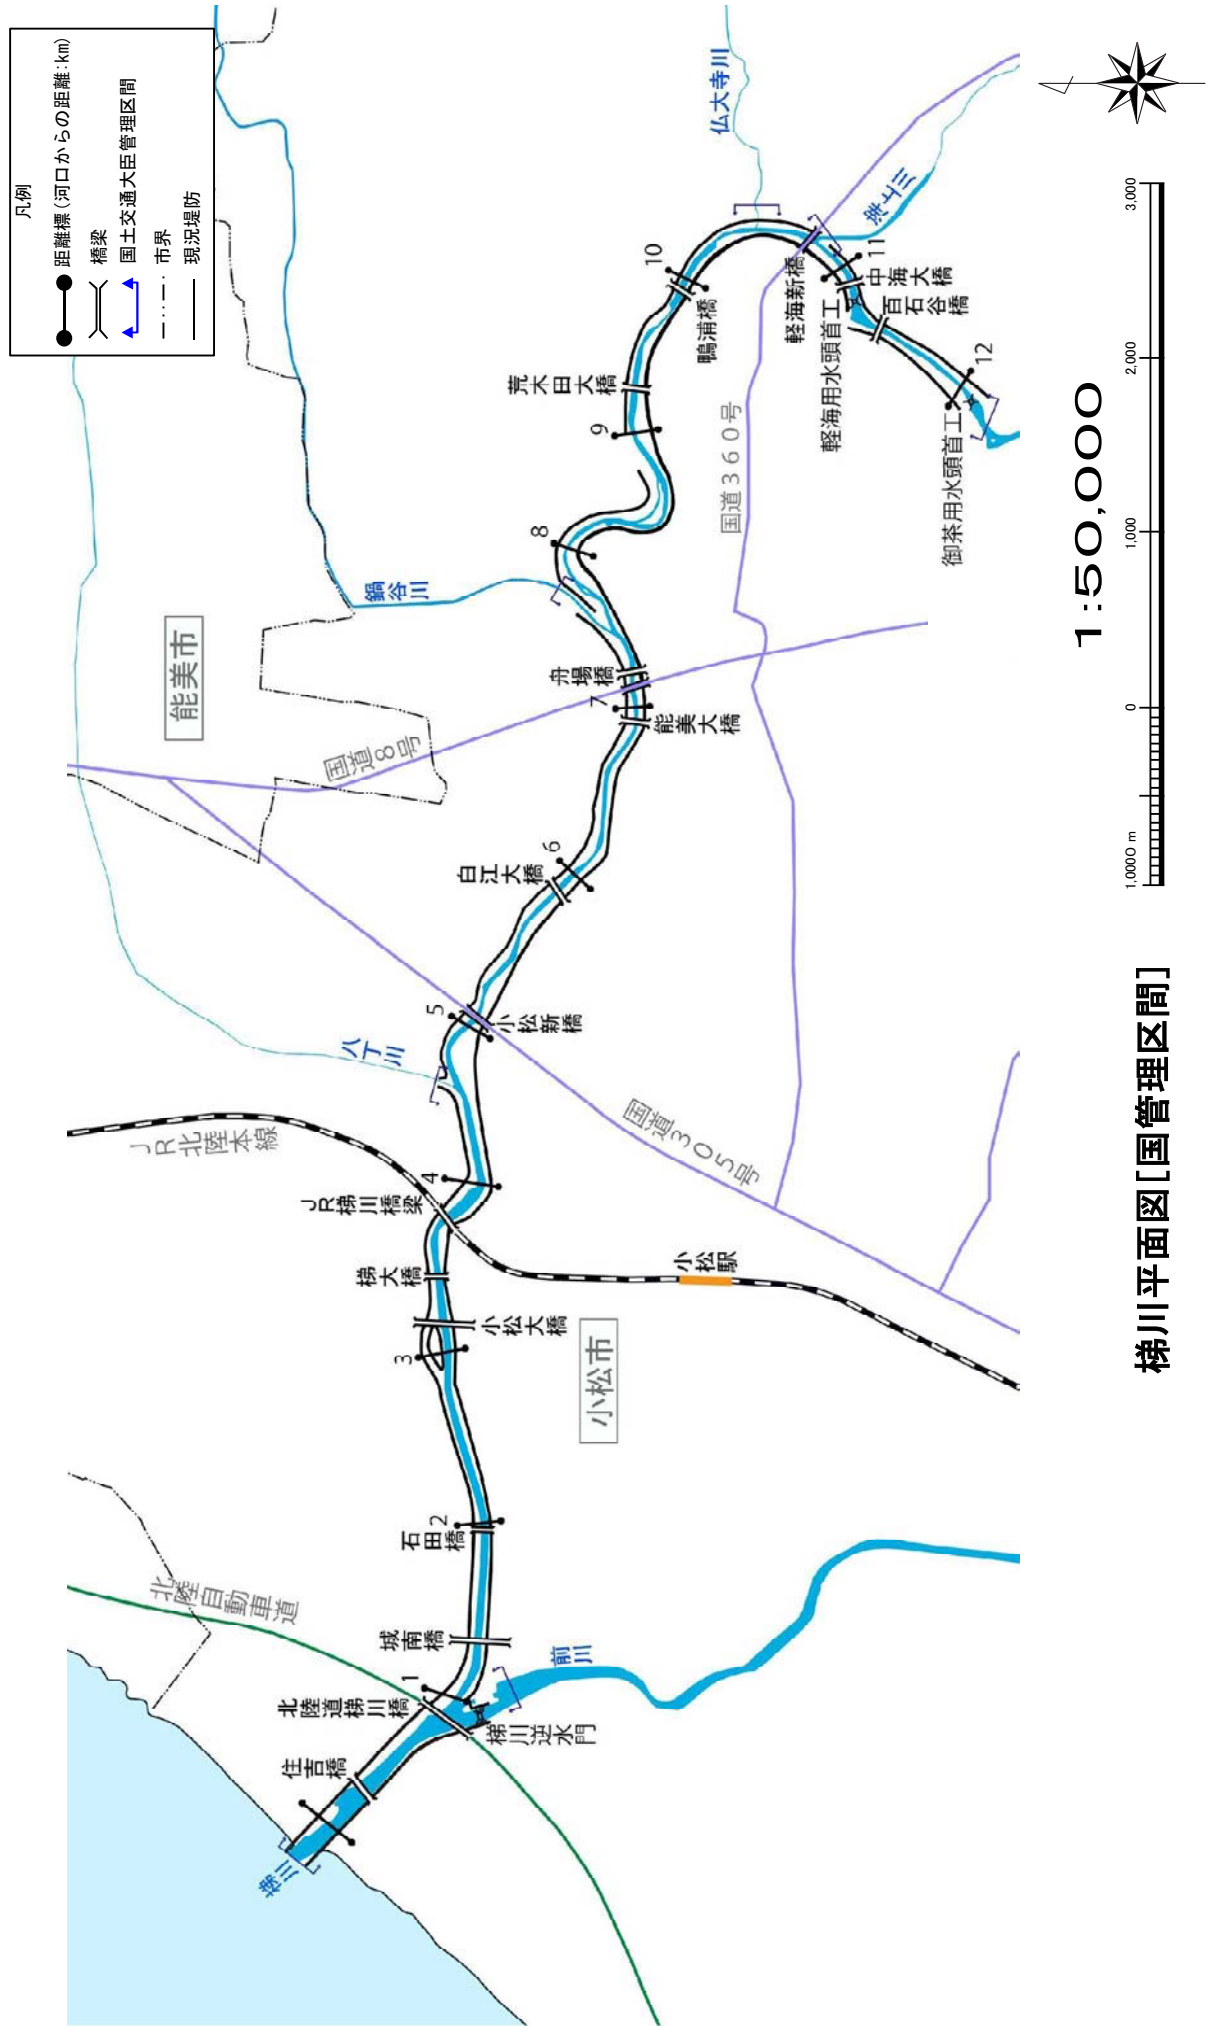 凡例
距離標(河口からの距離:km)
橋梁
国土交通大臣管理区間
市界
現況堤防
仏大寺川
滓上川
鍋谷川
八丁川
前川
梯川
能美市
小松市
国道8号
国道360号
国道305号
JR北陸本線
北陸自動車道
小松駅
住吉橋
北陸道梯川橋
1
梯川逆水門
城南橋
石田橋
2
3
小松大橋
梯大橋
JR梯川橋梁
4
5
小松新橋
白江大橋
6
能美大橋
7
舟場橋
8
9
荒木田大橋
10
鴨浦橋
軽海新橋
11
中海大橋
軽海用水頭首工
百石谷橋
12
御茶用水頭首工
1:50,000
1,0000 m
0
1,000
2,000
3,000
梯川平面図[国管理区間]